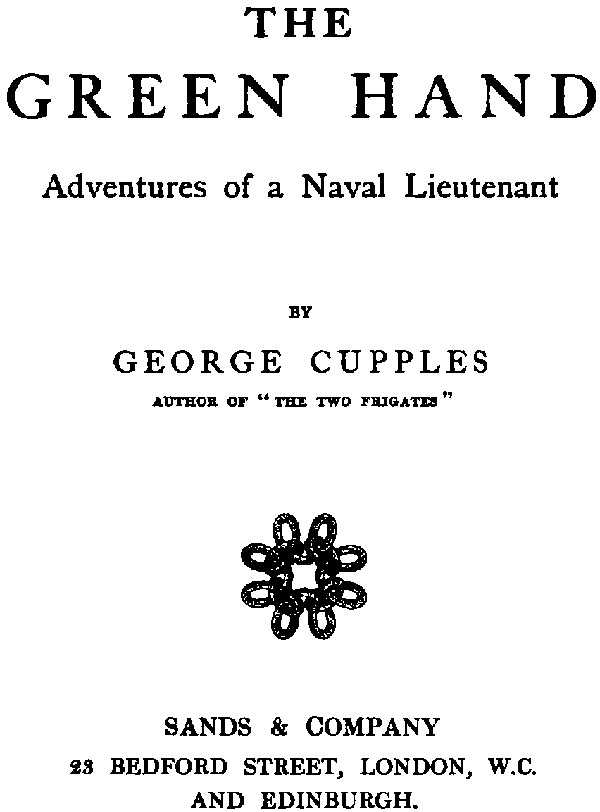 THE
GREEN HAND
Adventures of a Naval Lieutenant
BY
GEORGE CUPPLES
AUTHOR OF "THE TWO FRIGATES"
SANDS & COMPANY
23 BEDFORD STREET, LONDON, W.C.
AND EDINBURGH.